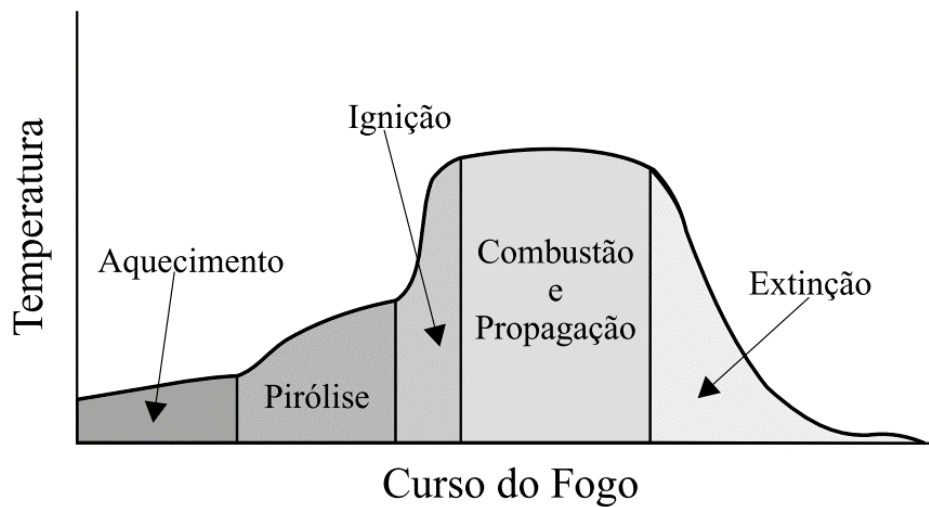 Temperatura
Ignição
Aquecimento
Pirólise
Combustão
e
Propagação
Extinção
Curso do Fogo